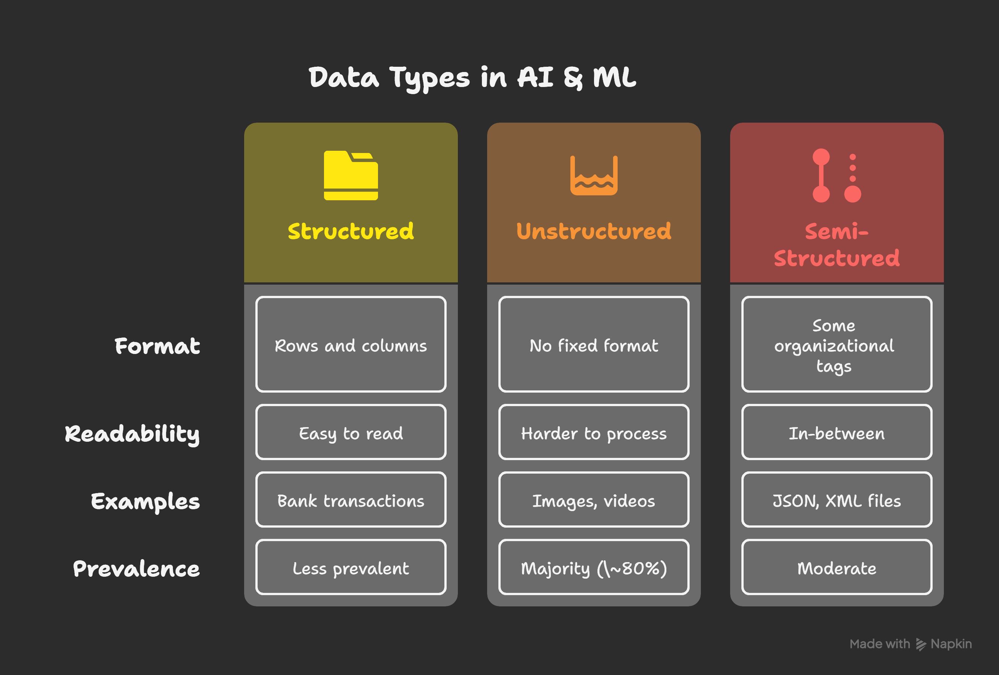 Data Types in AI & ML
Structured
Unstructured
Semi-
Structured
Format
Rows and columns
No fixed format
Some
organizational
tags
Readability
Easy to read
Harder to process
In-between
Examples
Bank transactions
Images, videos
JSON, XML files
Prevalence
Less prevalent
Majority (\~80%)
Moderate
Made with Napkin